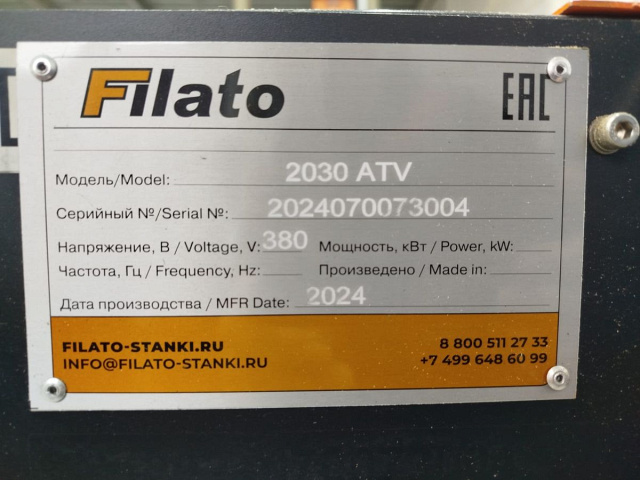 Filato EAC
Модель/Model: 2030 ATV
Серийный №/Serial №: 2024070073004
Напряжение, В / Voltage, V: 380 Мощность, кВт / Power, kW:
Частота, Гц / Frequency, Hz: Произведено / Made in:
Дата производства / MFR Date: 2024
FILATO-STANKI.RU 8 800 511 27 33
INFO@FILATO-STANKI.RU +7 499 648 60 99